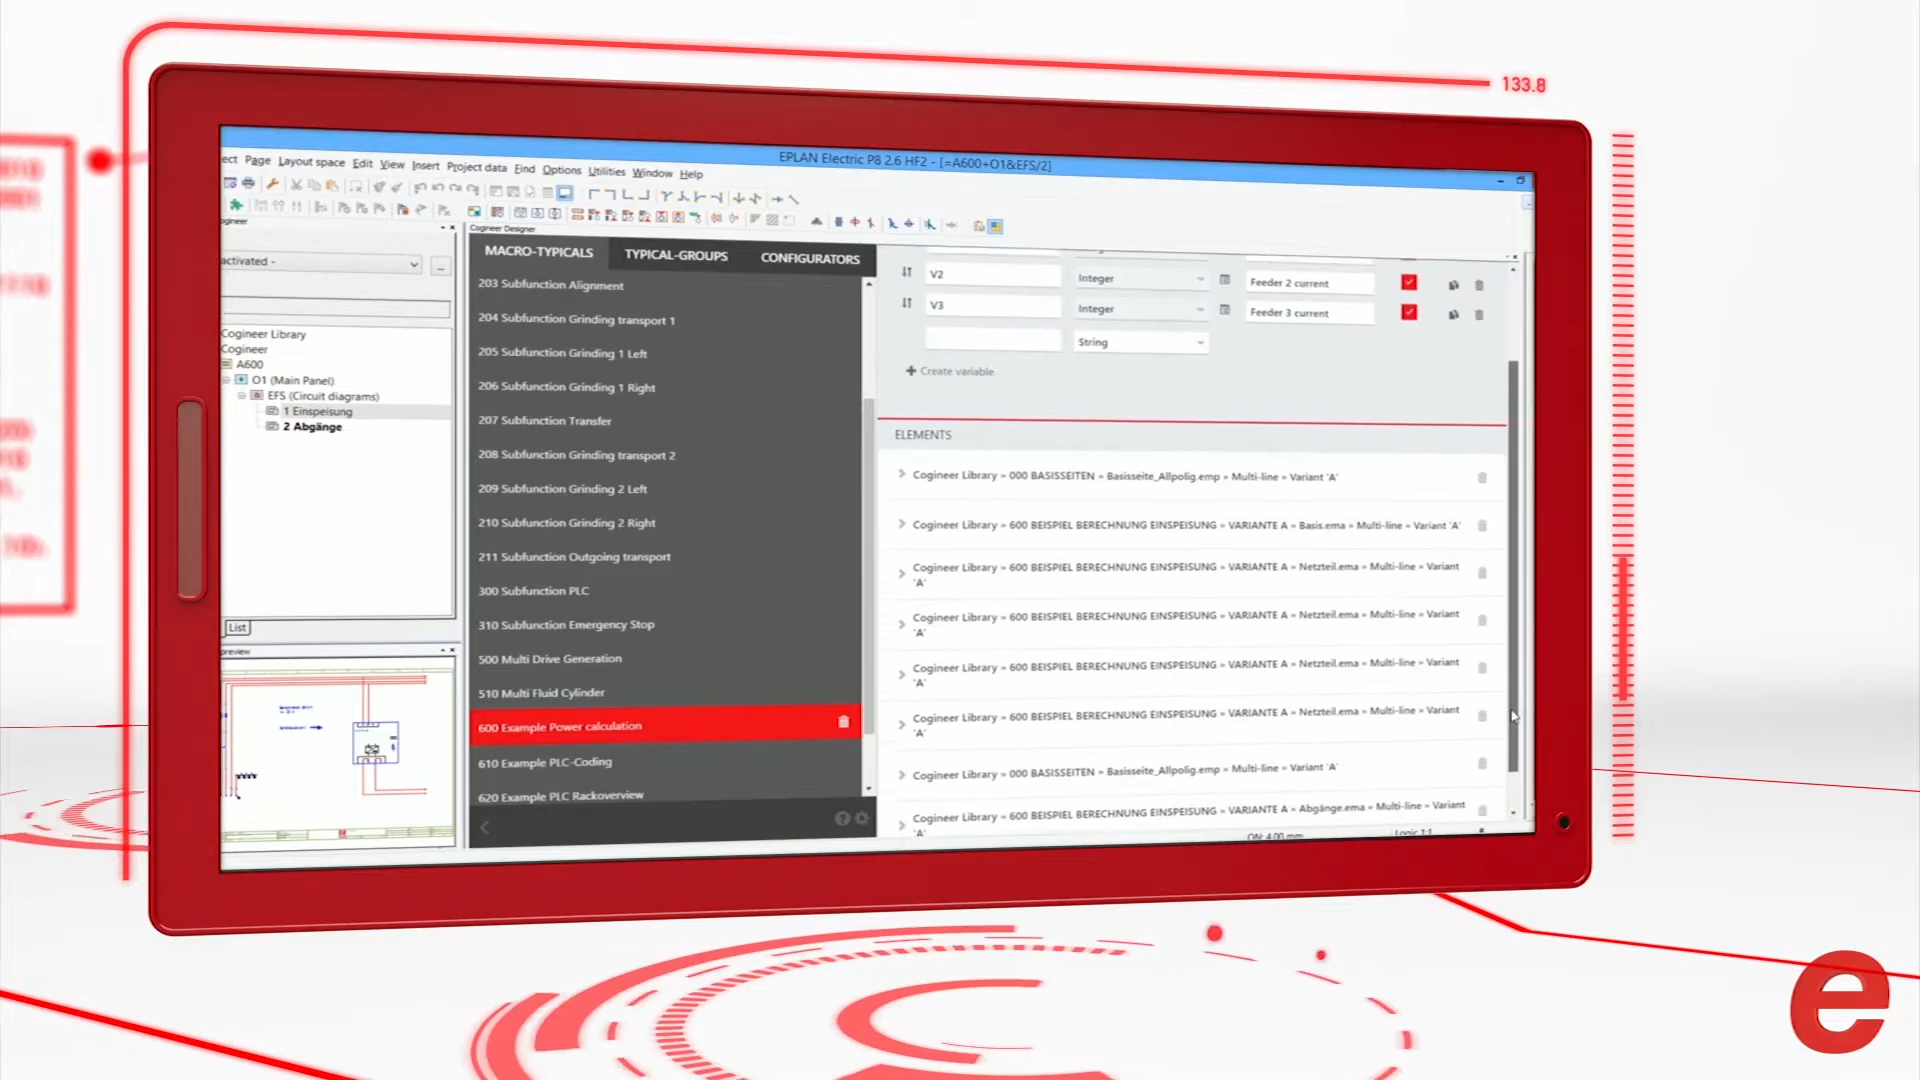 133.8
EPLAN Electric P8 2.6 HF2 - [=A600+O1&EFS/2]
ect Page Layout space Edit View Insert Project data Find Options Utilities Window Help
ogineer
activated -
...
Cogineer Library
Cogineer
A600
O1 (Main Panel)
EFS (Circuit diagrams)
1 Einspeisung
2 Abgänge
List
preview
Cogineer Designer
MACRO-TYPICALS TYPICAL-GROUPS CONFIGURATORS
203 Subfunction Alignment
204 Subfunction Grinding transport 1
205 Subfunction Grinding 1 Left
206 Subfunction Grinding 1 Right
207 Subfunction Transfer
208 Subfunction Grinding transport 2
209 Subfunction Grinding 2 Left
210 Subfunction Grinding 2 Right
211 Subfunction Outgoing transport
300 Subfunction PLC
310 Subfunction Emergency Stop
500 Multi Drive Generation
510 Multi Fluid Cylinder
600 Example Power calculation
610 Example PLC-Coding
620 Example PLC Rackoverview
V2 Integer Feeder 2 current
V3 Integer Feeder 3 current
String
+ Create variable
ELEMENTS
Cogineer Library » 000 BASISSEITEN » Basisseite_Allpolig.emp » Multi-line » Variant 'A'
Cogineer Library » 600 BEISPIEL BERECHNUNG EINSPEISUNG » VARIANTE A » Basis.ema » Multi-line » Variant 'A'
Cogineer Library » 600 BEISPIEL BERECHNUNG EINSPEISUNG » VARIANTE A » Netzteil.ema » Multi-line » Variant
'A'
Cogineer Library » 600 BEISPIEL BERECHNUNG EINSPEISUNG » VARIANTE A » Netzteil.ema » Multi-line » Variant
'A'
Cogineer Library » 600 BEISPIEL BERECHNUNG EINSPEISUNG » VARIANTE A » Netzteil.ema » Multi-line » Variant
'A'
Cogineer Library » 600 BEISPIEL BERECHNUNG EINSPEISUNG » VARIANTE A » Netzteil.ema » Multi-line » Variant
'A'
Cogineer Library » 000 BASISSEITEN » Basisseite_Allpolig.emp » Multi-line » Variant 'A'
Cogineer Library » 600 BEISPIEL BERECHNUNG EINSPEISUNG » VARIANTE A » Abgänge.ema » Multi-line » Variant
'A'
ON: 4.00 mm Logic 1:1 #
e